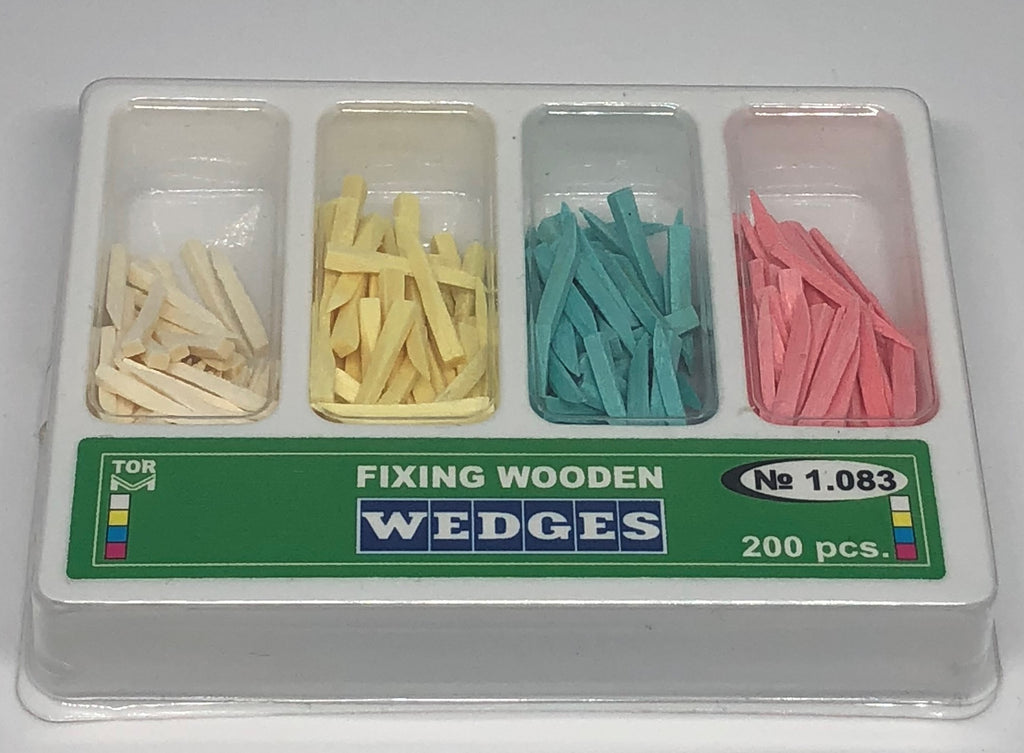 TOR
M
FIXING WOODEN
WEDGES
№ 1.083
200 pcs.